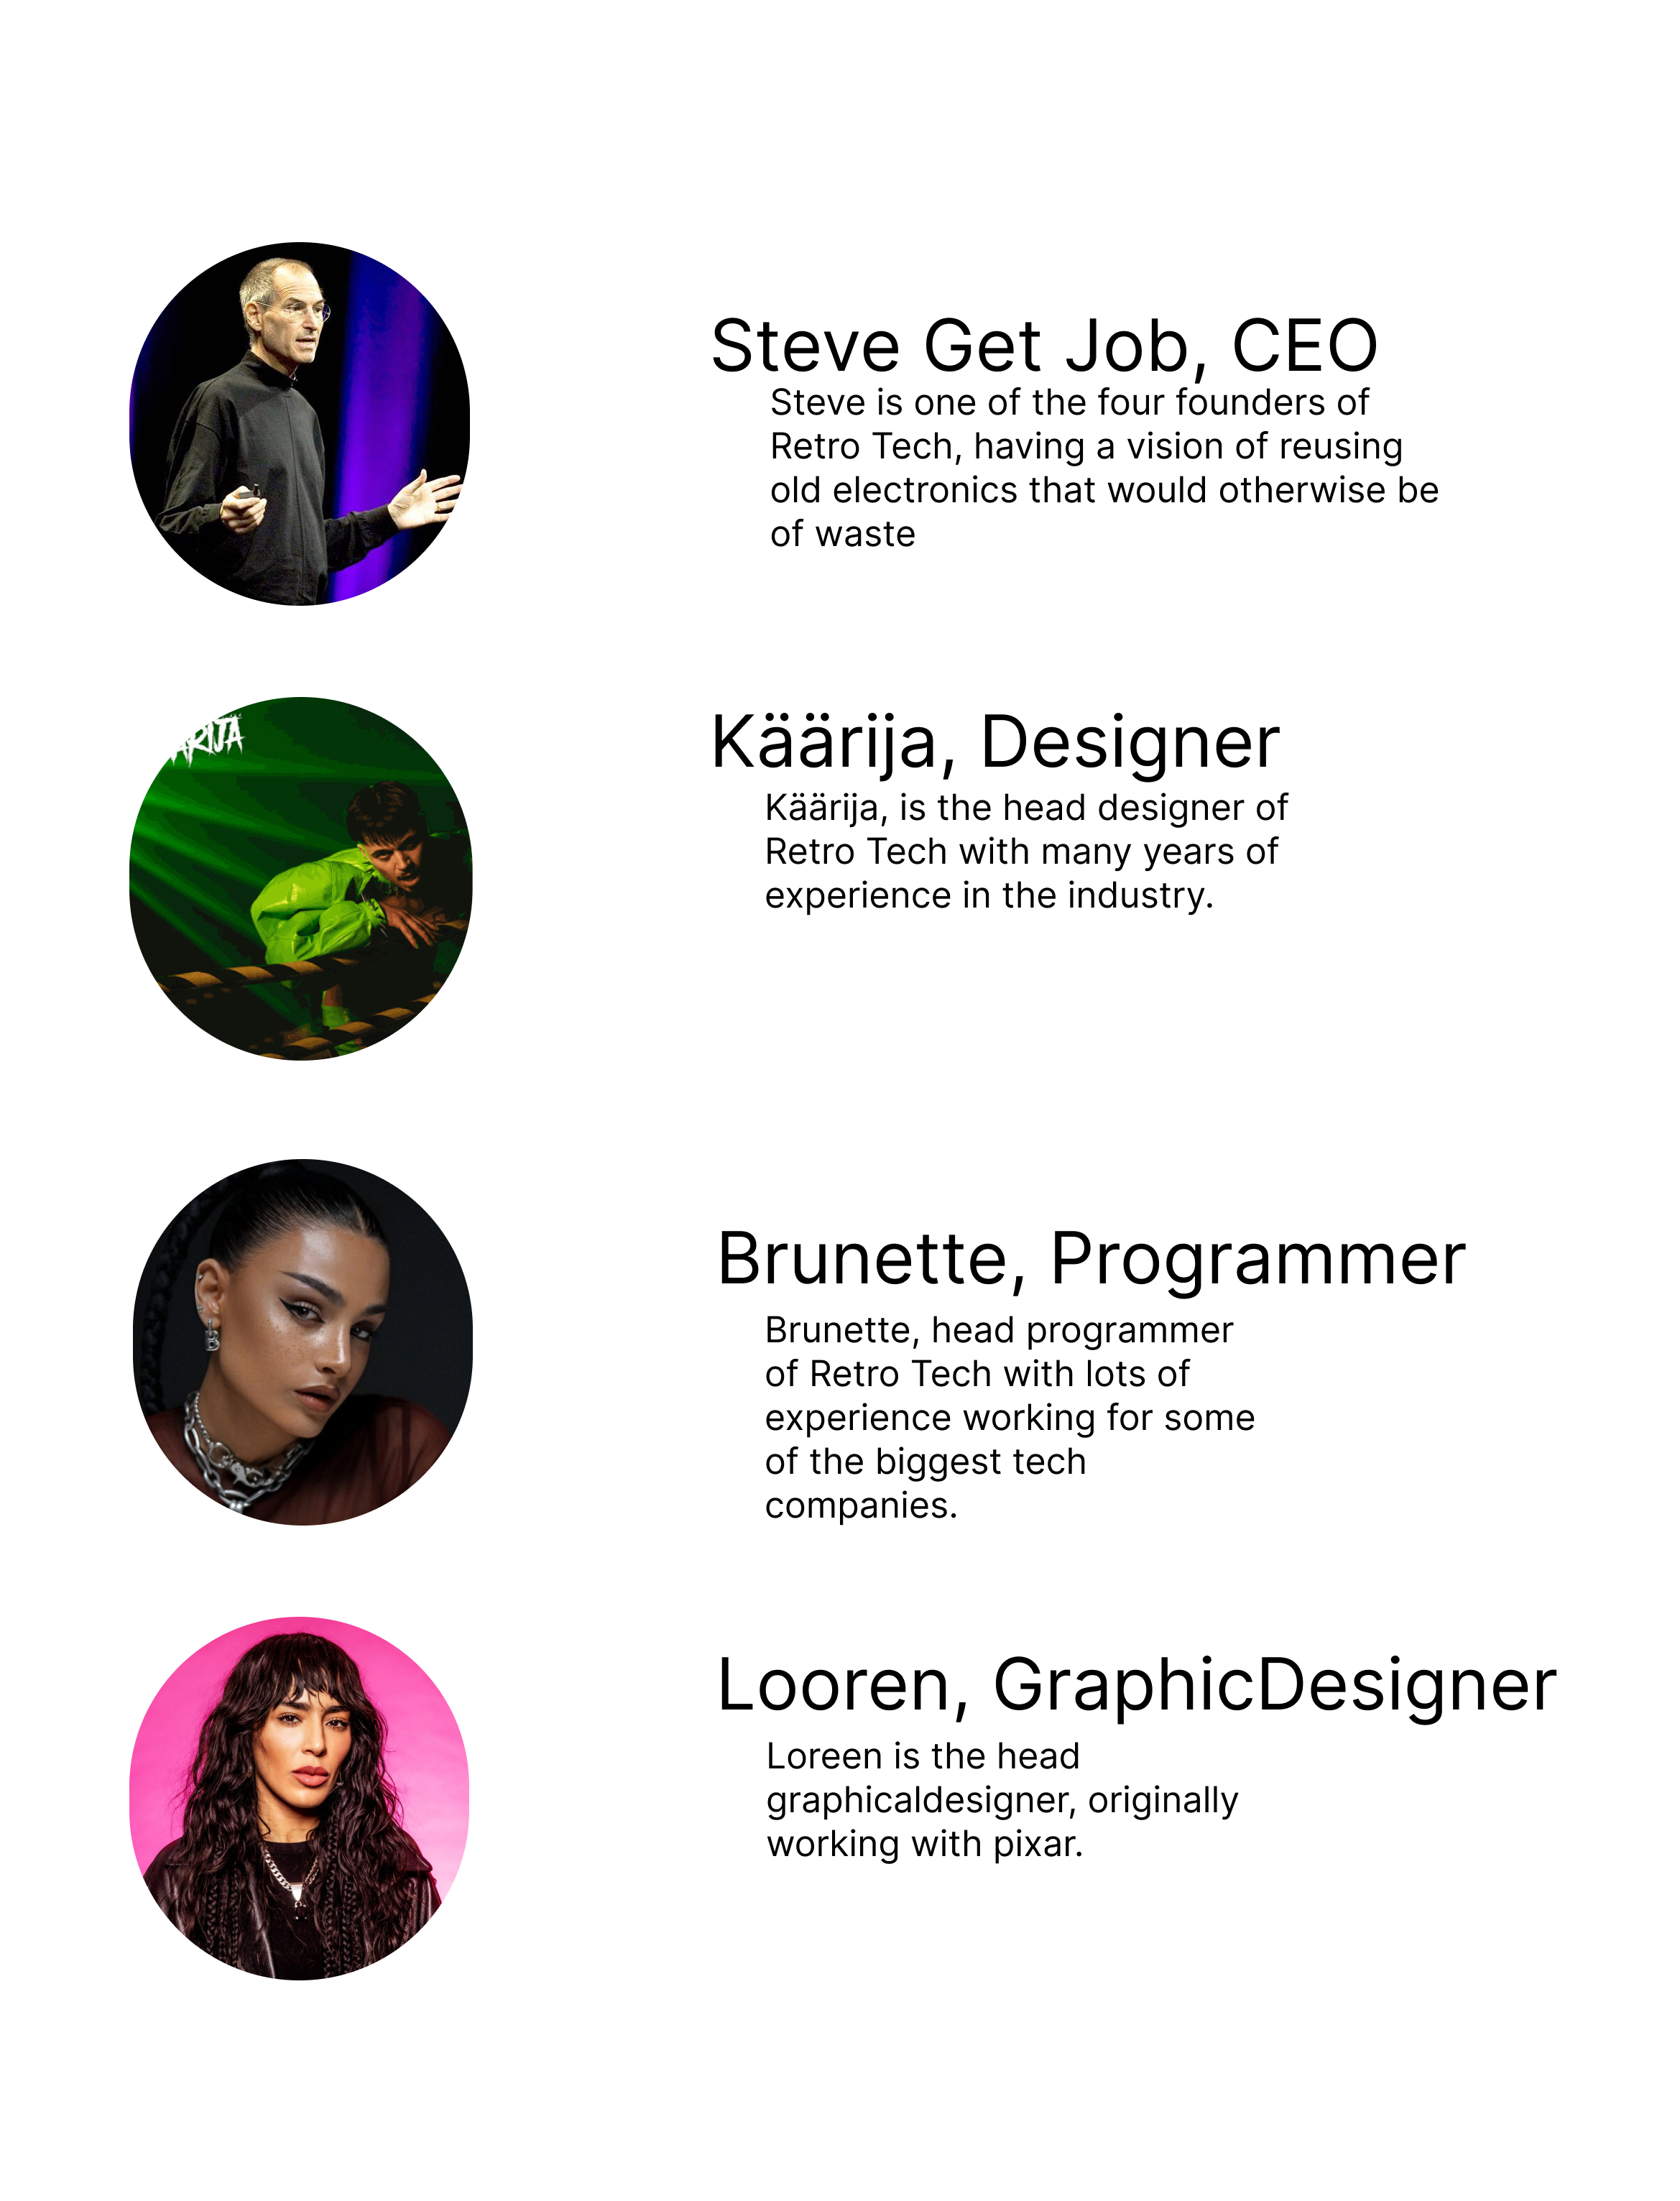 Steve Get Job, CEO
Steve is one of the four founders of
Retro Tech, having a vision of reusing
old electronics that would otherwise be
of waste
ARIJA
Käärija, Designer
Käärija, is the head designer of
Retro Tech with many years of
experience in the industry.
Brunette, Programmer
Brunette, head programmer
of Retro Tech with lots of
experience working for some
of the biggest tech
companies.
B
Looren, GraphicDesigner
Loreen is the head
graphicaldesigner, originally
working with pixar.